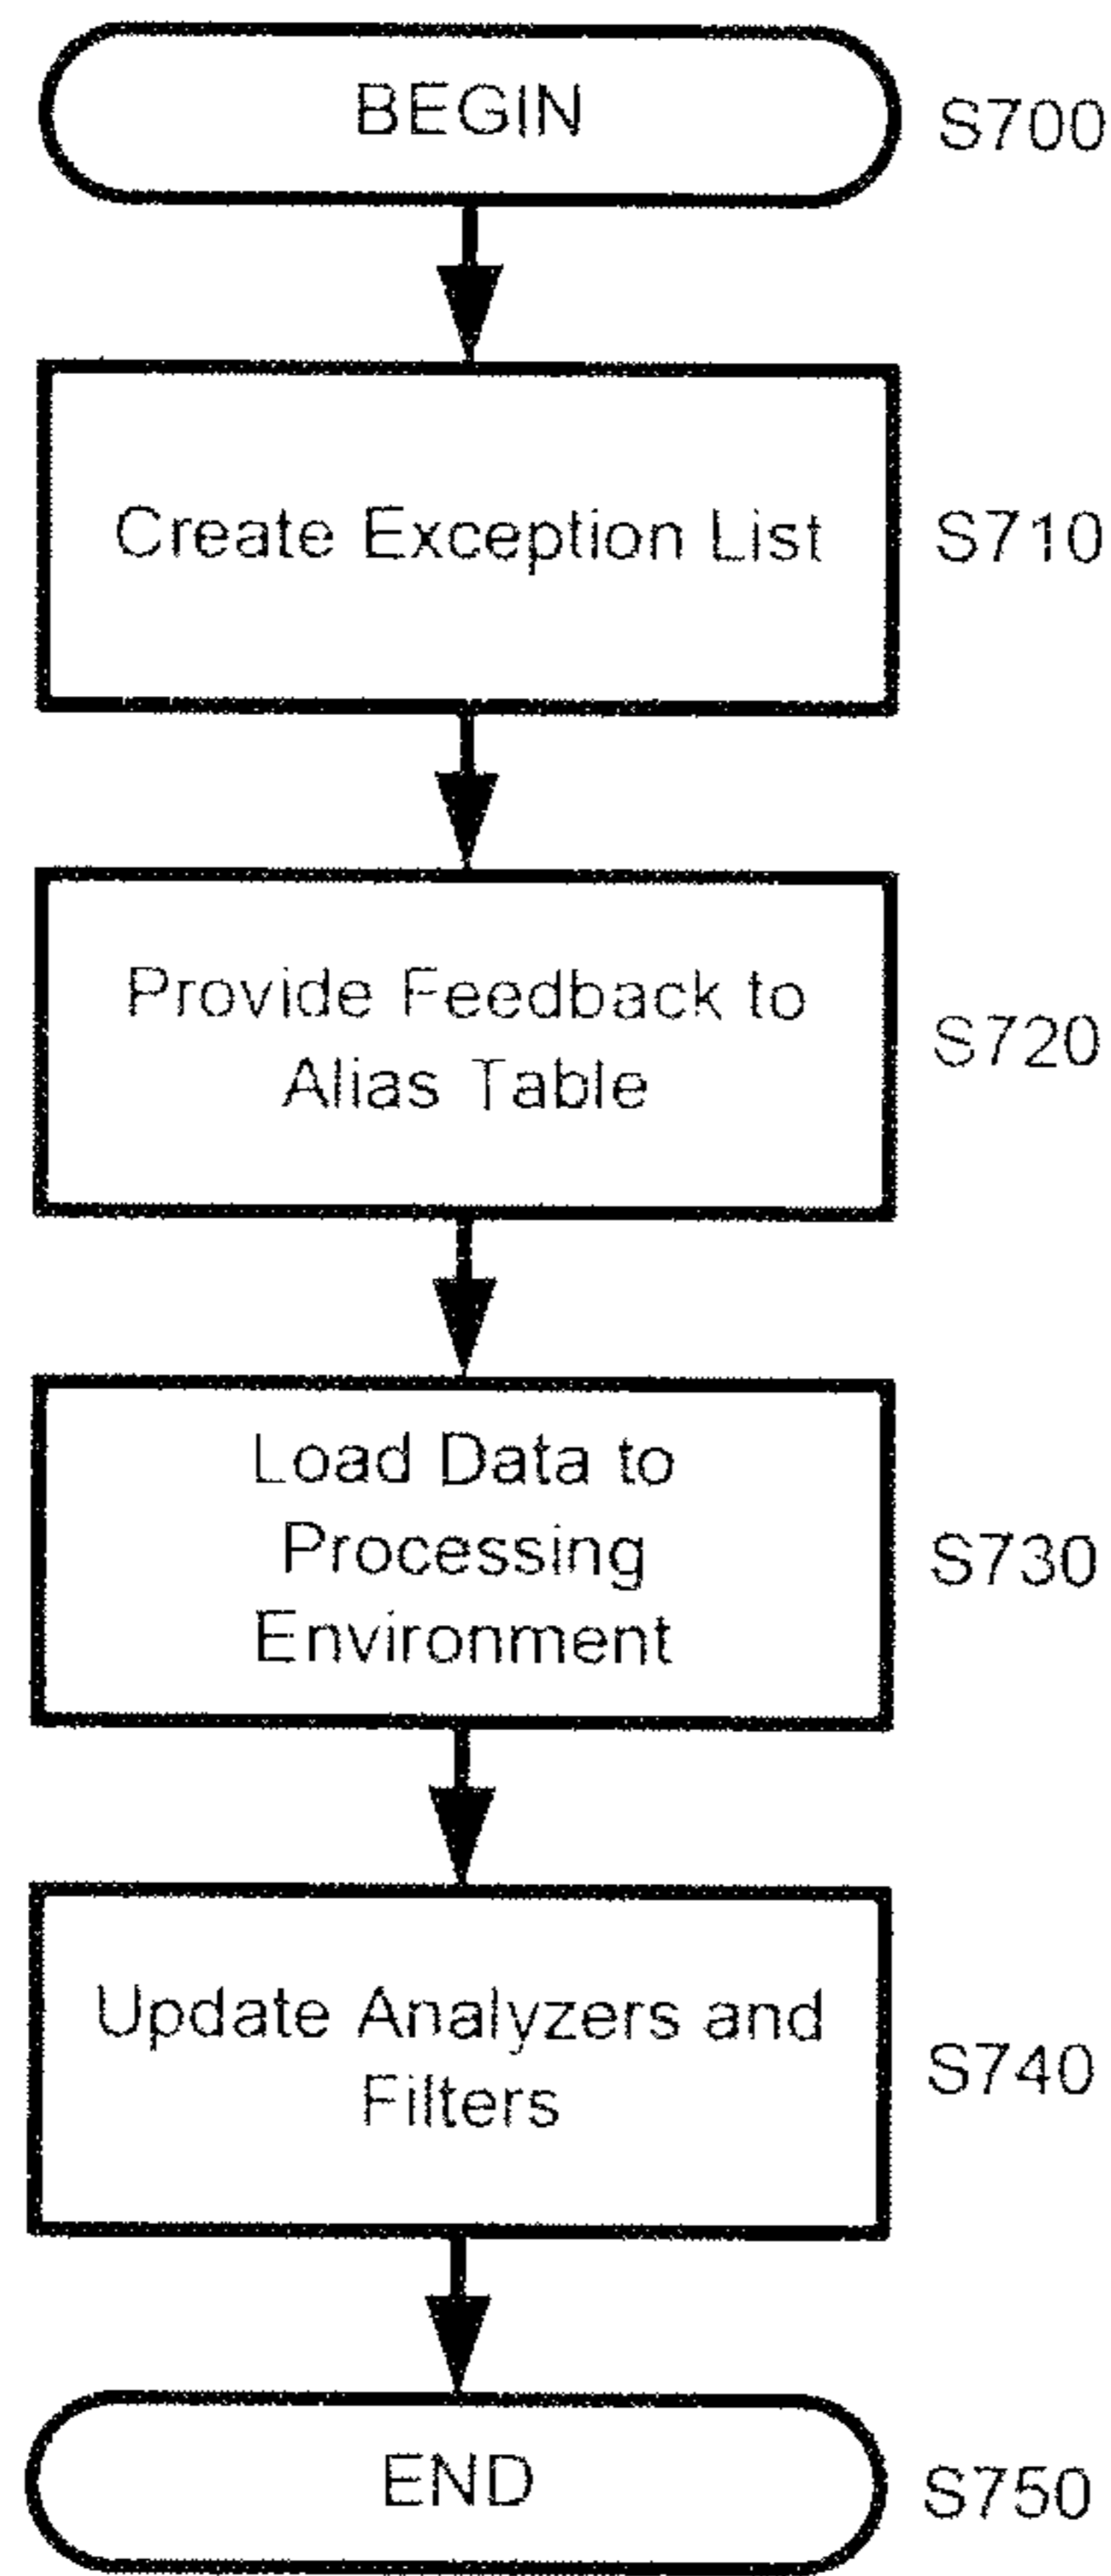 BEGIN
S700
Create Exception List
S710
Provide Feedback to
Alias Table
S720
Load Data to
Processing
Environment
S730
Update Analyzers and
Filters
S740
END
S750